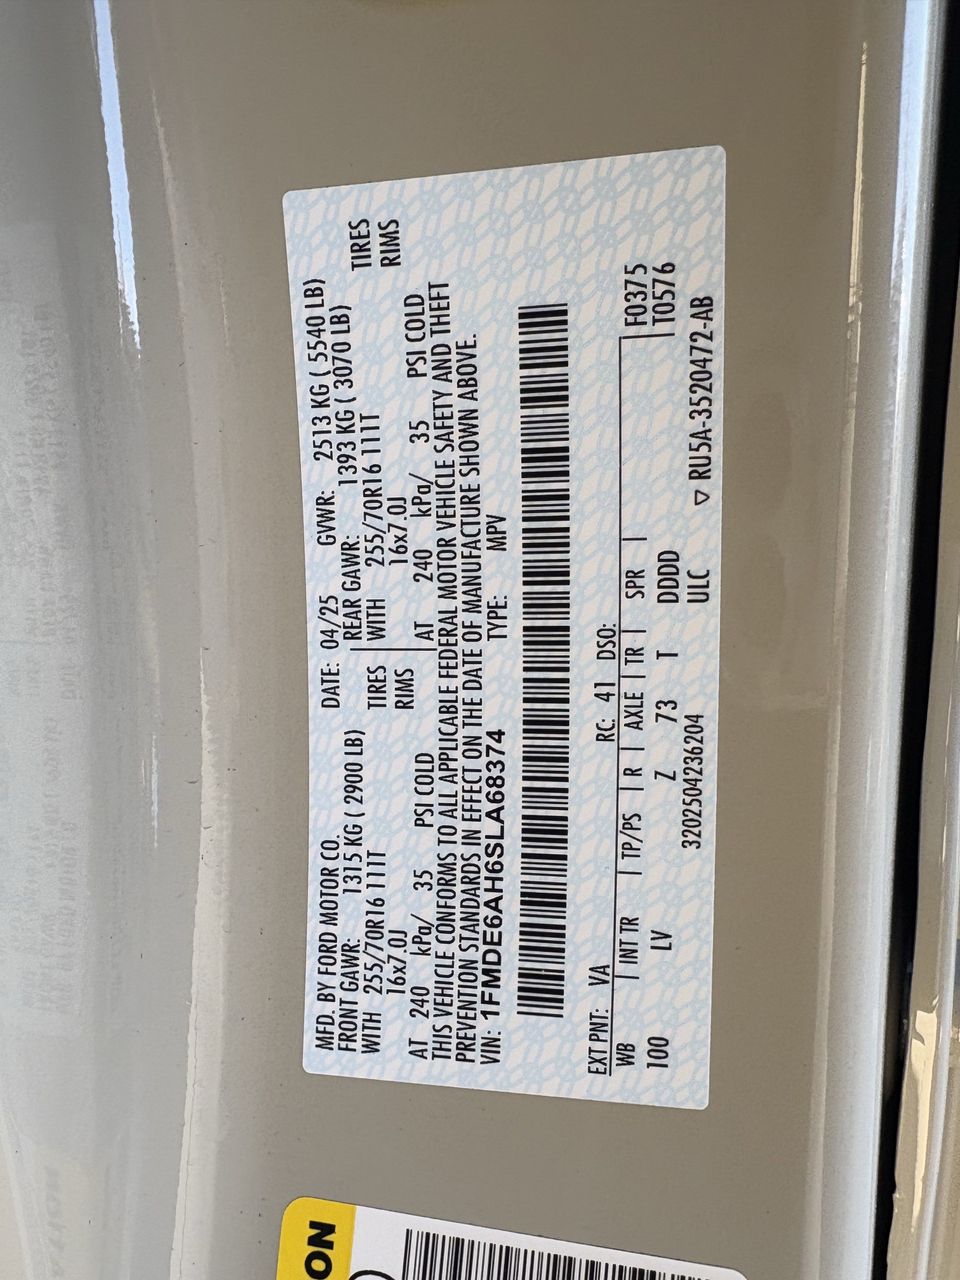 MFD. BY FORD MOTOR CO. DATE: 04/25 GVWR: 2513 KG ( 5540 LB)
FRONT GAWR: 1315 KG ( 2900 LB) REAR GAWR: 1393 KG ( 3070 LB)
WITH 255/70R16 111T TIRES WITH 255/70R16 111T TIRES
16x7.0J RIMS 16x7.0J RIMS
AT 240 kPa/ 35 PSI COLD AT 240 kPa/ 35 PSI COLD
THIS VEHICLE CONFORMS TO ALL APPLICABLE FEDERAL MOTOR VEHICLE SAFETY AND THEFT
PREVENTION STANDARDS IN EFFECT ON THE DATE OF MANUFACTURE SHOWN ABOVE.
VIN: 1FMDE6AH6SLA68374 TYPE: MPV
EXT PNT: VA RC: 41 DSO:
WB | INT TR | TP/PS | R | AXLE | TR | SPR | F0375
100 LV Z 73 T DDDD T0576
3202504236204 ULC ▽ RU5A-3520472-AB
ON